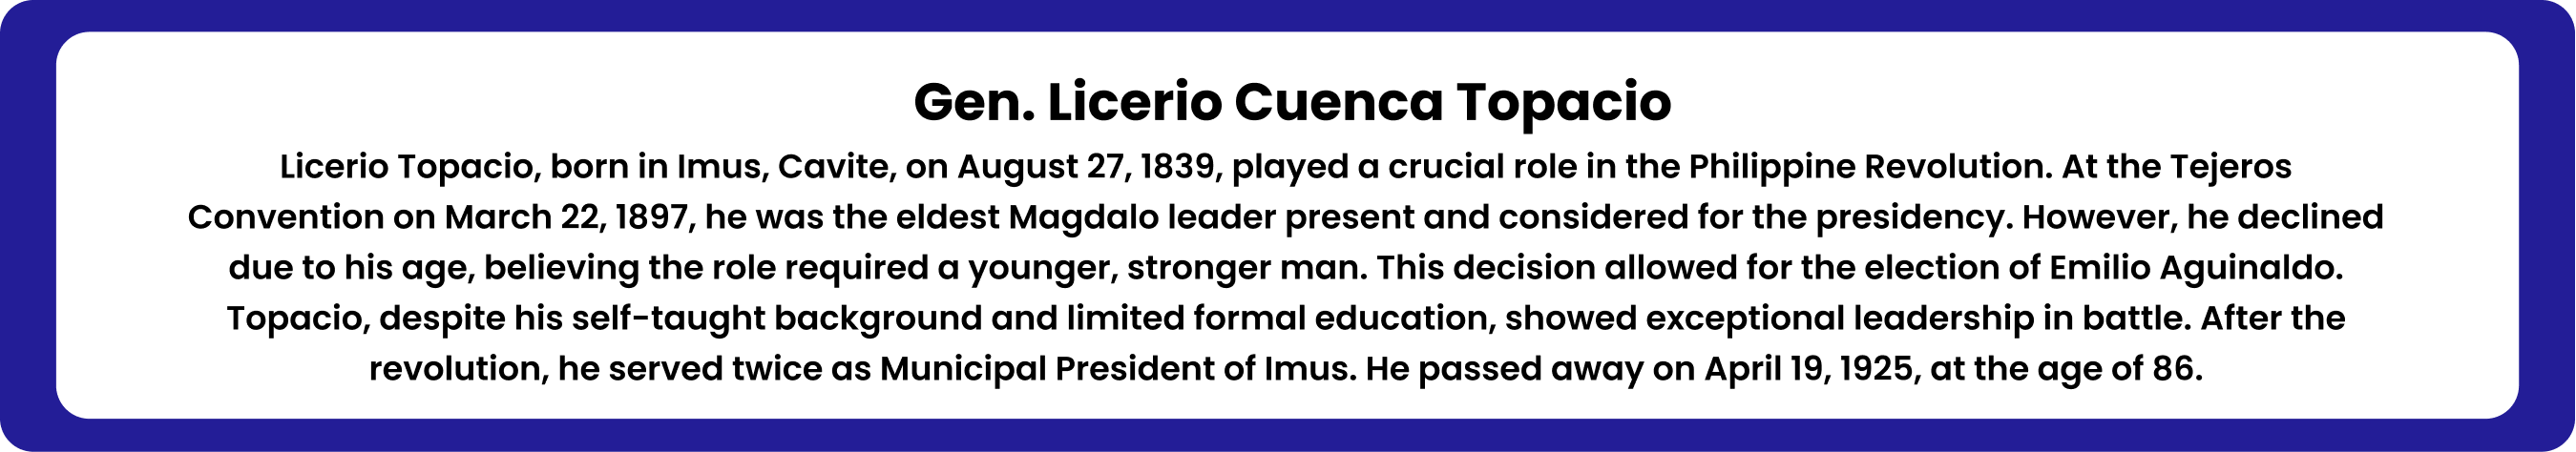 Gen. Licerio Cuenca Topacio
Licerio Topacio, born in Imus, Cavite, on August 27, 1839, played a crucial role in the Philippine Revolution. At the Tejeros
Convention on March 22, 1897, he was the eldest Magdalo leader present and considered for the presidency. However, he declined
due to his age, believing the role required a younger, stronger man. This decision allowed for the election of Emilio Aguinaldo.
Topacio, despite his self-taught background and limited formal education, showed exceptional leadership in battle. After the
revolution, he served twice as Municipal President of Imus. He passed away on April 19, 1925, at the age of 86.